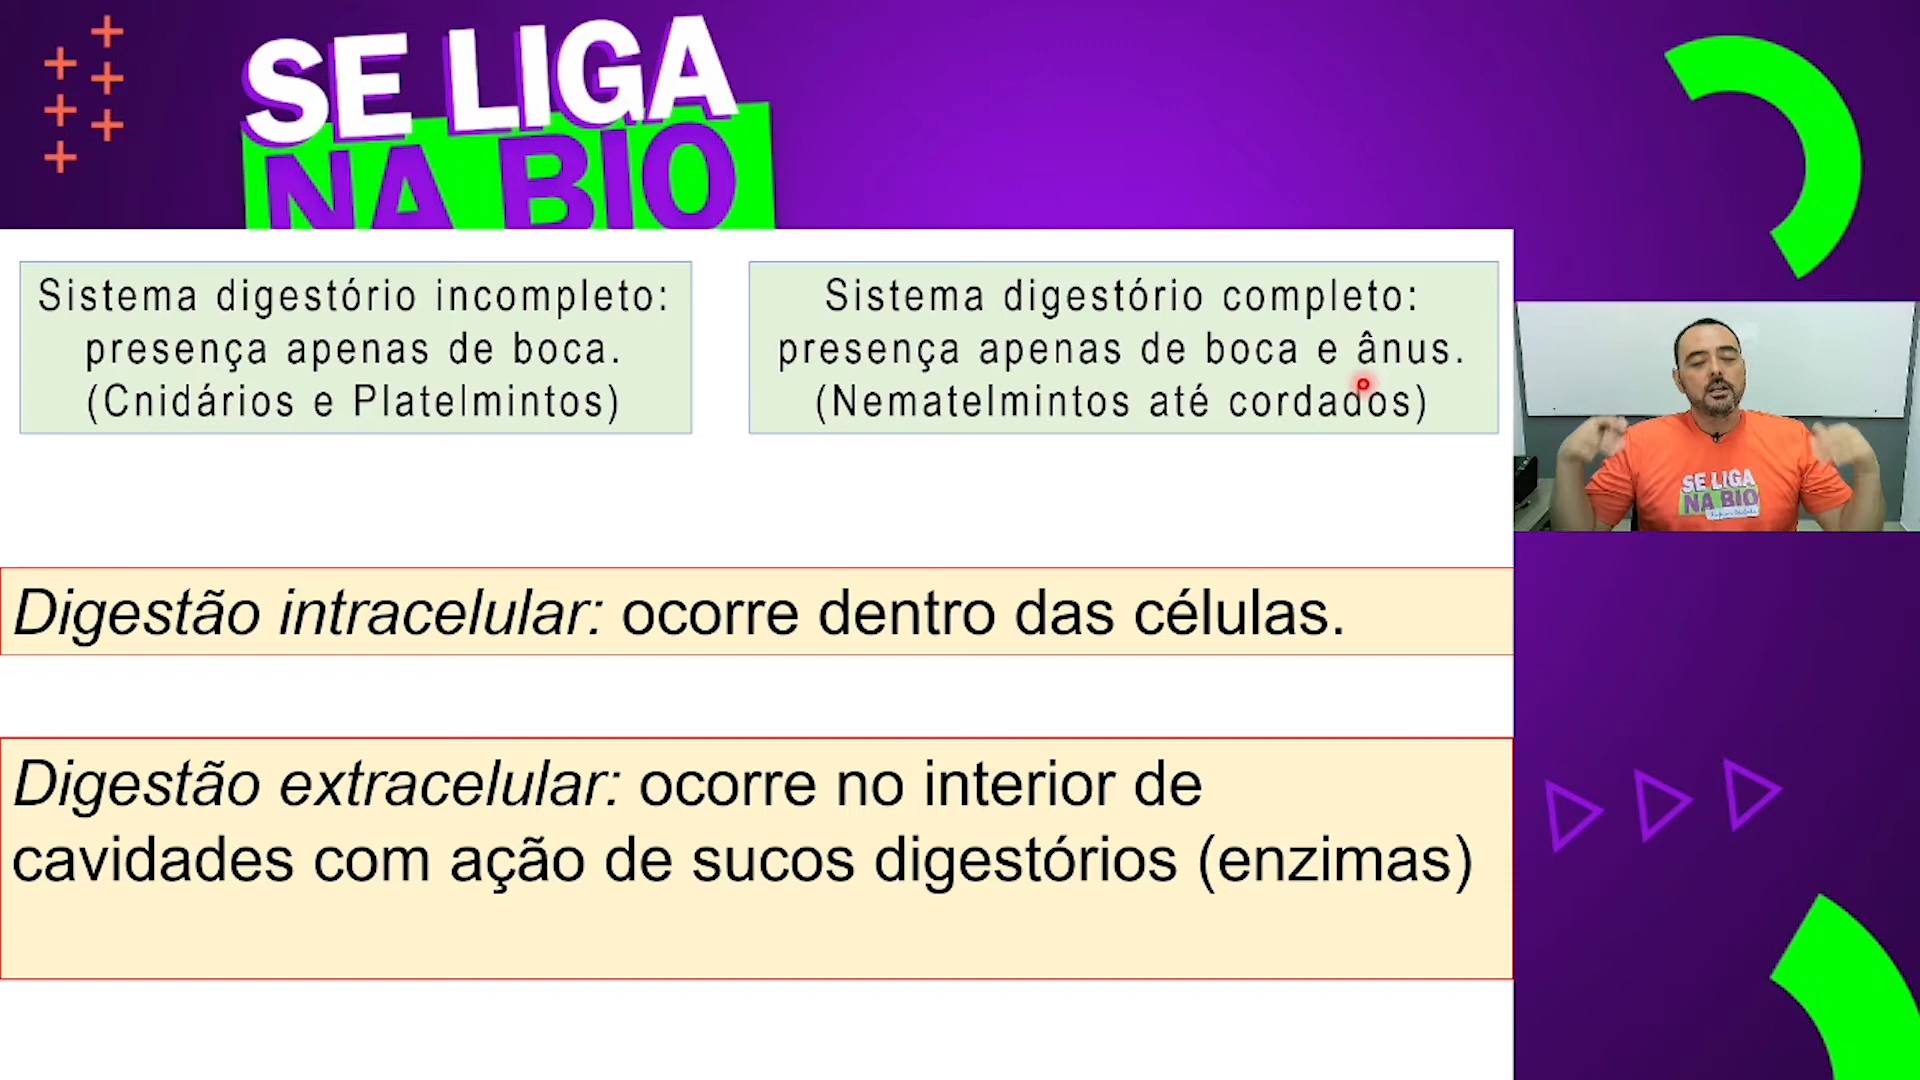 SE LIGA
NA BIO
Sistema digestório incompleto:
presença apenas de boca.
(Cnidários e Platelmintos)
Sistema digestório completo:
presença apenas de boca e ânus.
(Nematelmintos até cordados)
SE LIGA
NA BIO
Digestão intracelular: ocorre dentro das células.
Digestão extracelular: ocorre no interior de
cavidades com ação de sucos digestórios (enzimas)